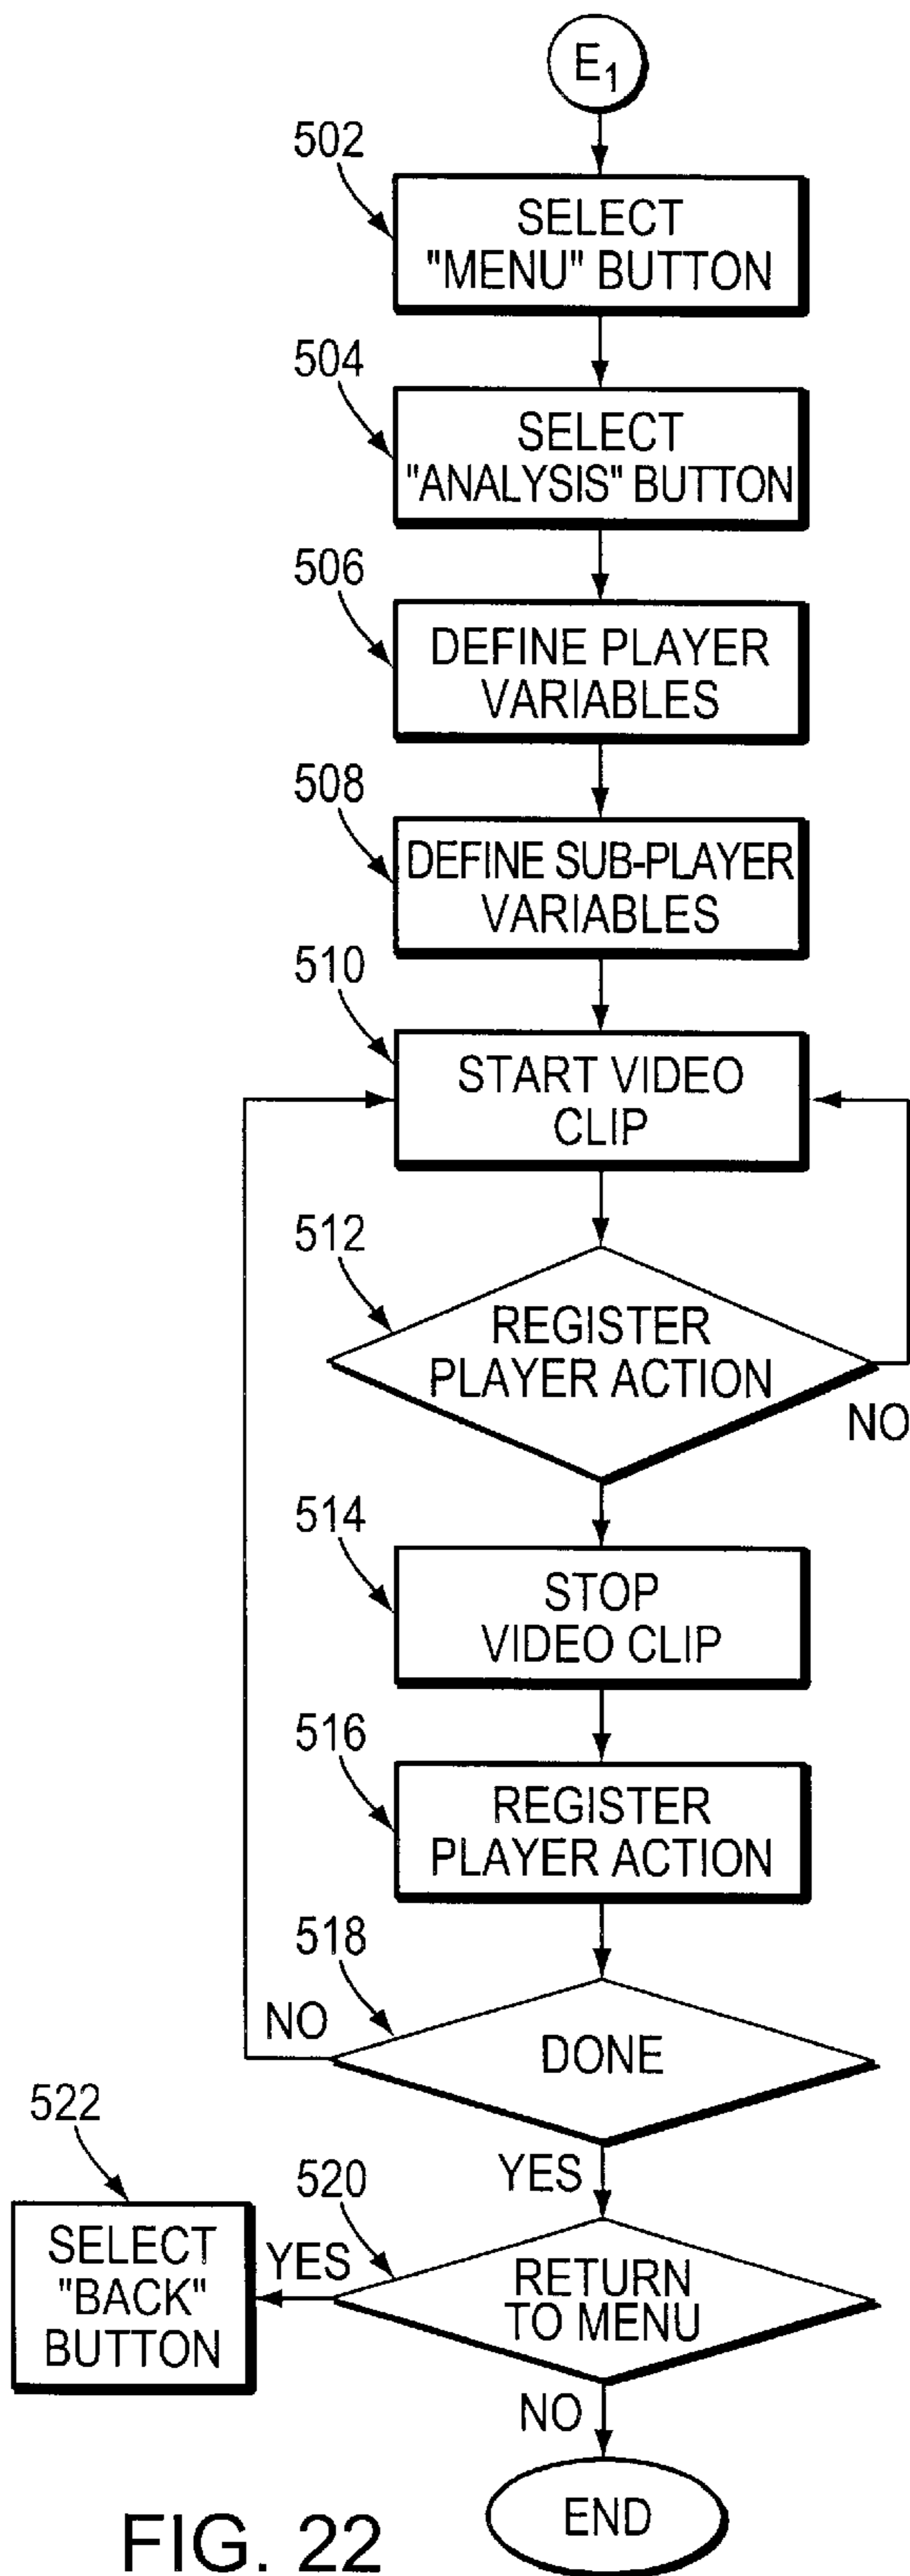 E1
502
SELECT
"MENU" BUTTON
504
SELECT
"ANALYSIS" BUTTON
506
DEFINE PLAYER
VARIABLES
508
DEFINE SUB-PLAYER
VARIABLES
510
START VIDEO
CLIP
512
REGISTER
PLAYER ACTION
NO
514
STOP
VIDEO CLIP
516
REGISTER
PLAYER ACTION
518
NO
DONE
522
YES
520
SELECT
"BACK"
BUTTON
YES
RETURN
TO MENU
NO
END
FIG. 22